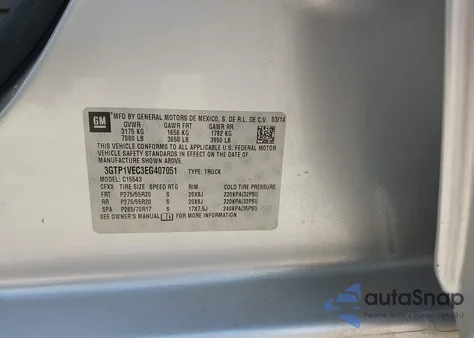 GM
MFD BY GENERAL MOTORS DE MEXICO, S. DE R.L. DE C.V. 03/14
GVWR GAWR FRT GAWR RR
3175 KG 1656 KG 1792 KG
7000 LB 3650 LB 3950 LB
THIS VEHICLE CONFORMS TO ALL APPLICABLE U.S. FEDERAL MOTOR
VEHICLE SAFETY STANDARDS IN EFFECT ON THE DATE OF
MANUFACTURE SHOWN ABOVE.
3GTP1VEC3EG407051 TYPE: TRUCK
MODEL: C15543
CFXX TIRE SIZE SPEED RTG RIM COLD TIRE PRESSURE
FRT P275/55R20 S 20X9J 220KPA(32PSI)
RR P275/55R20 S 20X9J 220KPA(32PSI)
SPA P265/70R17 S 17X7.5J 240KPA(35PSI)
SEE OWNER'S MANUAL FOR MORE INFORMATION.
autoSnap